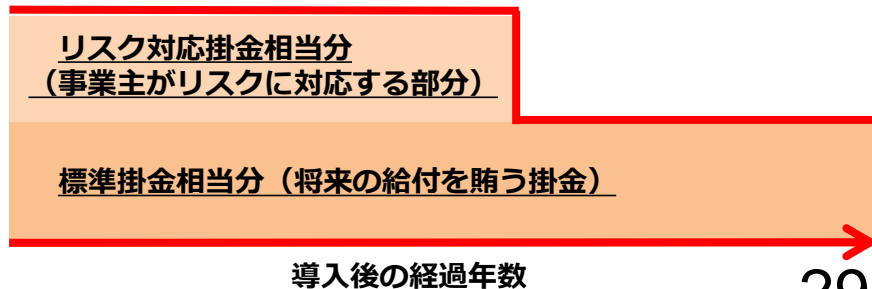 リスク対応掛金相当分
（事業主がリスクに対応する部分）
標準掛金相当分（将来の給付を賄う掛金）
導入後の経過年数
29